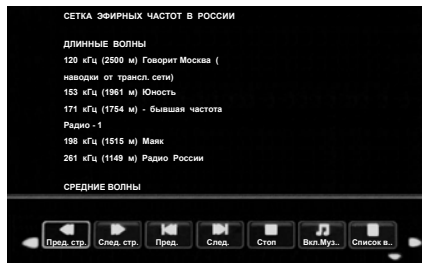 СЕТКА ЭФИРНЫХ ЧАСТОТ В РОССИИ
ДЛИННЫЕ ВОЛНЫ
120 кГц (2500 м) Говорит Москва (
наводки от трансл. сети)
153 кГц (1961 м) Юность
171 кГц (1754 м) - бывшая частота
Радио - 1
198 кГц (1515 м) Маяк
261 кГц (1149 м) Радио России
СРЕДНИЕ ВОЛНЫ
Пред. стр. След. стр. Пред. След. Стоп Вкл.Муз.. Список в..